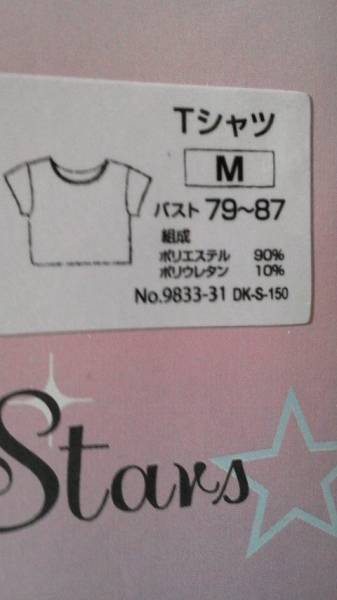 Tシャツ
M
バスト 79~87
組成
ポリエステル 90%
ポリウレタン 10%
No.9833-31 DK-S-150
Stars